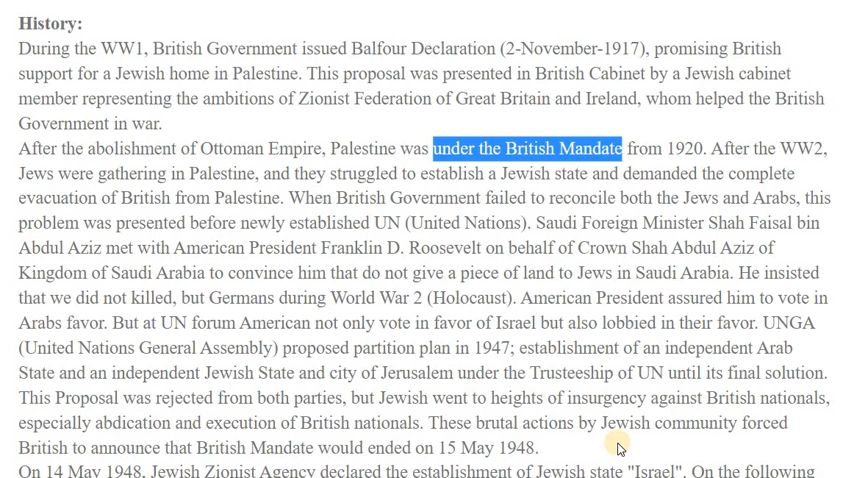 History:
During the WW1, British Government issued Balfour Declaration (2-November-1917), promising British
support for a Jewish home in Palestine. This proposal was presented in British Cabinet by a Jewish cabinet
member representing the ambitions of Zionist Federation of Great Britain and Ireland, whom helped the British
Government in war.
After the abolishment of Ottoman Empire, Palestine was under the British Mandate from 1920. After the WW2,
Jews were gathering in Palestine, and they struggled to establish a Jewish state and demanded the complete
evacuation of British from Palestine. When British Government failed to reconcile both the Jews and Arabs, this
problem was presented before newly established UN (United Nations). Saudi Foreign Minister Shah Faisal bin
Abdul Aziz met with American President Franklin D. Roosevelt on behalf of Crown Shah Abdul Aziz of
Kingdom of Saudi Arabia to convince him that do not give a piece of land to Jews in Saudi Arabia. He insisted
that we did not killed, but Germans during World War 2 (Holocaust). American President assured him to vote in
Arabs favor. But at UN forum American not only vote in favor of Israel but also lobbied in their favor. UNGA
(United Nations General Assembly) proposed partition plan in 1947; establishment of an independent Arab
State and an independent Jewish State and city of Jerusalem under the Trusteeship of UN until its final solution.
This Proposal was rejected from both parties, but Jewish went to heights of insurgency against British nationals,
especially abdication and execution of British nationals. These brutal actions by Jewish community forced
British to announce that British Mandate would ended on 15 May 1948.
On 14 May 1948, Jewish Zionist Agency declared the establishment of Jewish state "Israel". On the following